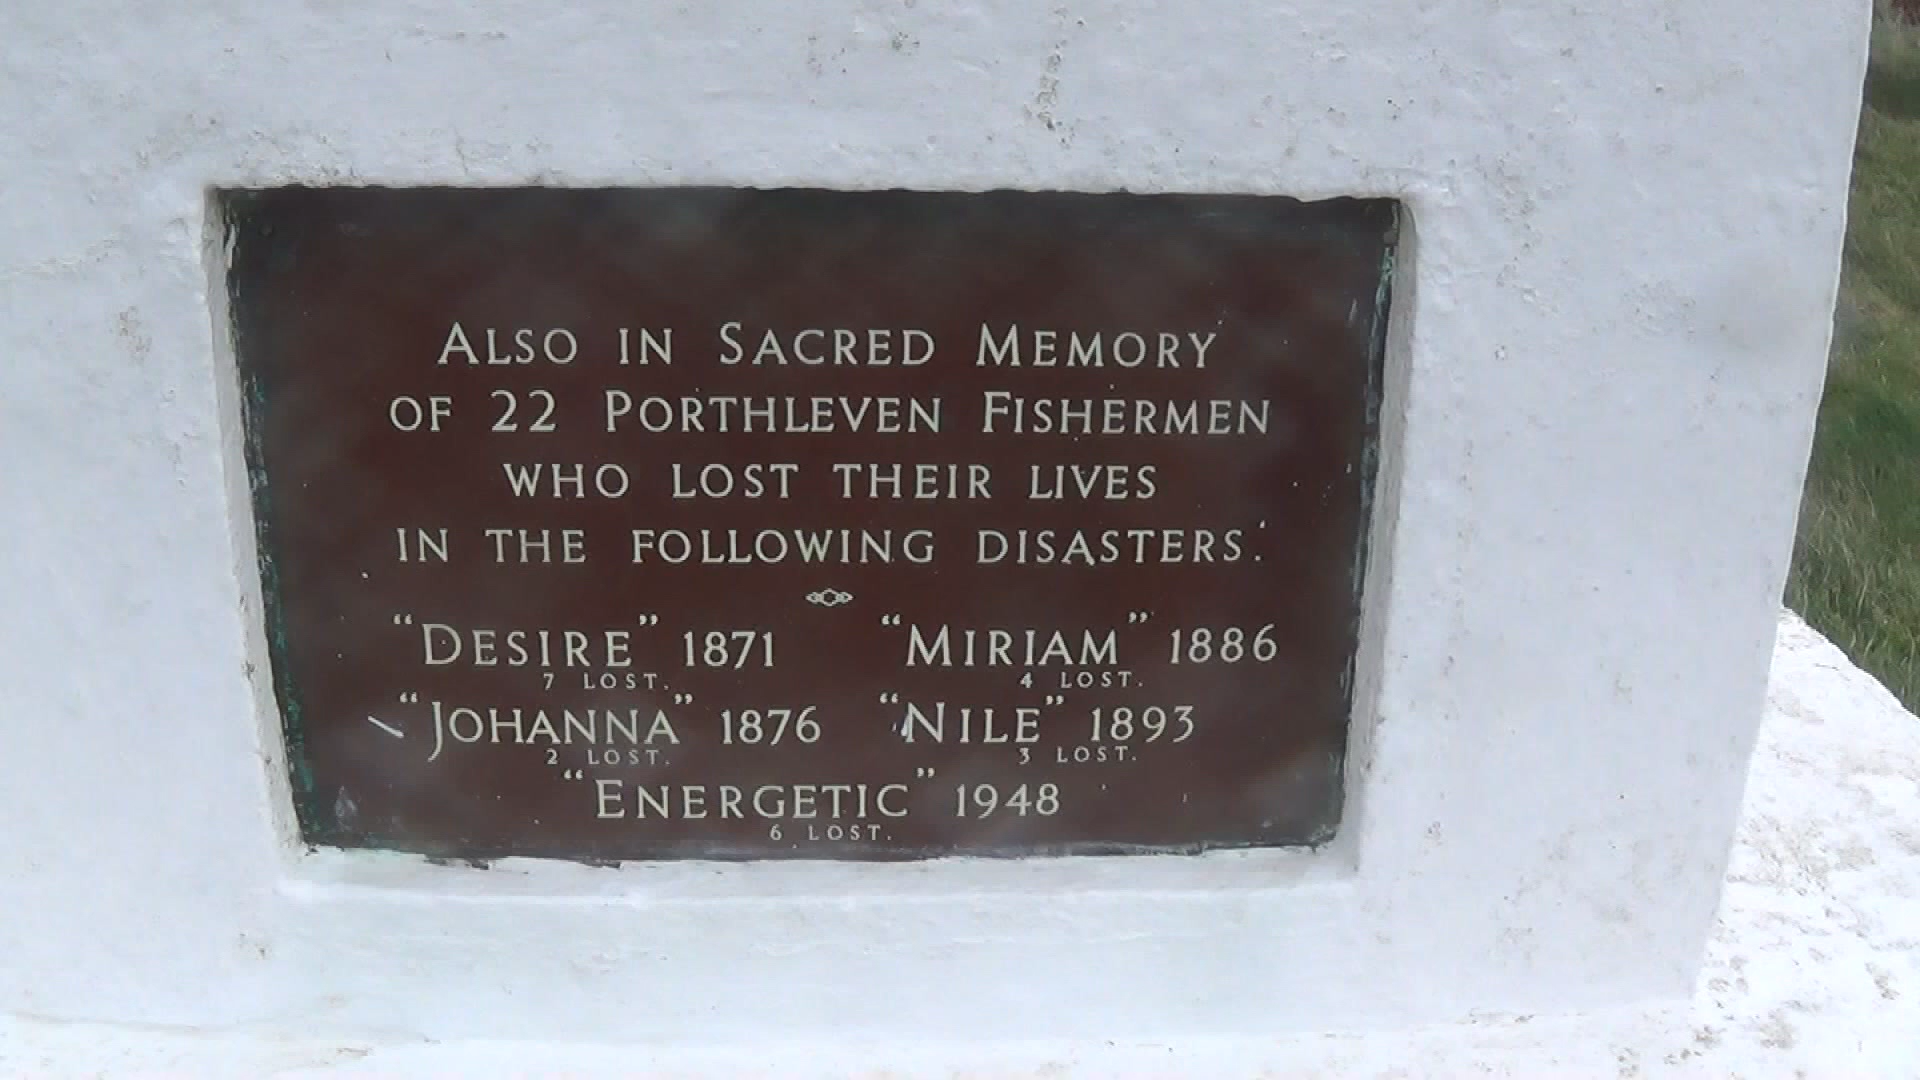 ALSO IN SACRED MEMORY
OF 22 PORTHLEVEN FISHERMEN
WHO LOST THEIR LIVES
IN THE FOLLOWING DISASTERS:
"DESIRE" 1871 "MIRIAM" 1886
7 LOST. 4 LOST.
"JOHANNA" 1876 "NILE" 1893
2 LOST. 3 LOST.
"ENERGETIC" 1948
6 LOST.